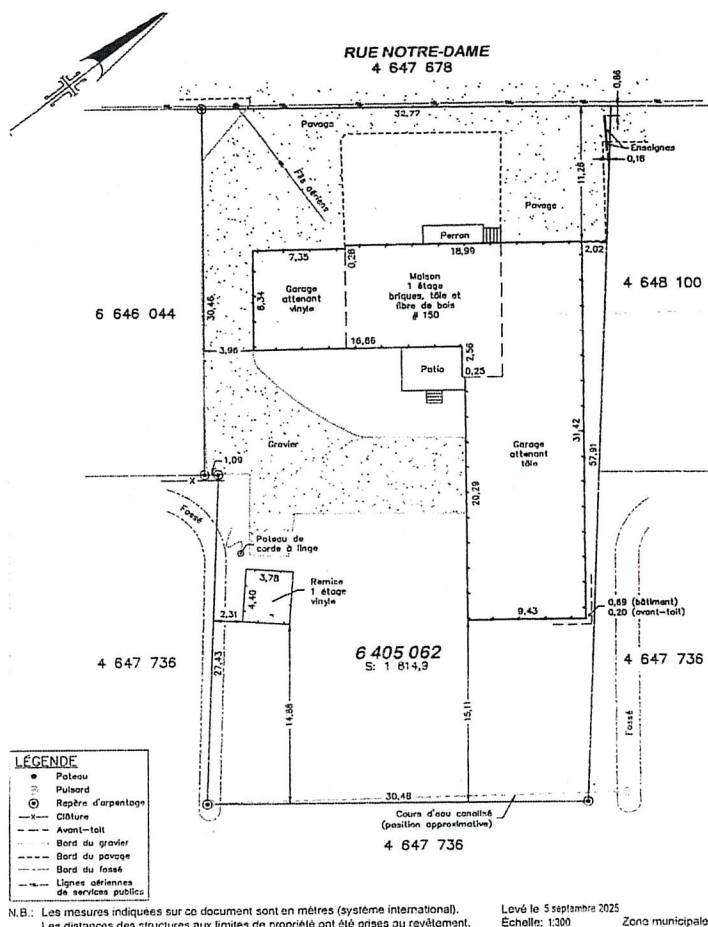 RUE NOTRE-DAME
4 647 678
0,86
32,77
Pavage
Enseignes
0,16
Fils aériens
11,26
Pavage
Perron
18,99
2,02
7,35
0,26
Maison
1 étage
briques, tôle et
fibre de bois
# 150
4 648 100
Garage
attenant
vinyle
6,34
6 646 044
30,46
3,96
16,66
2,56
Patio
0,25
31,42
57,91
Garage
attenant
tôle
Gravier
1,09
20,29
Fossé
Poteau de
corde à linge
3,78
Remise
1 étage
vinyle
4,40
2,31
9,43
0,69 (bâtiment)
0,20 (avant-toit)
6 405 062
S: 1 814,9
4 647 736
4 647 736
27,43
14,88
15,11
Fossé
30,48
Cours d'eau canalisé
(position approximative)
4 647 736
LÉGENDE
Poteau
Puisard
Repère d'arpentage
Clôture
Avant-toit
Bord du gravier
Bord du pavage
Bord du fossé
Lignes aériennes
de services publics
N.B.: Les mesures indiquées sur ce document sont en mètres (système international).
Les distances des structures aux limites de propriété ont été prises au revêtement.
Levé le 5 septembre 2025
Échelle: 1:300
Zone municipale